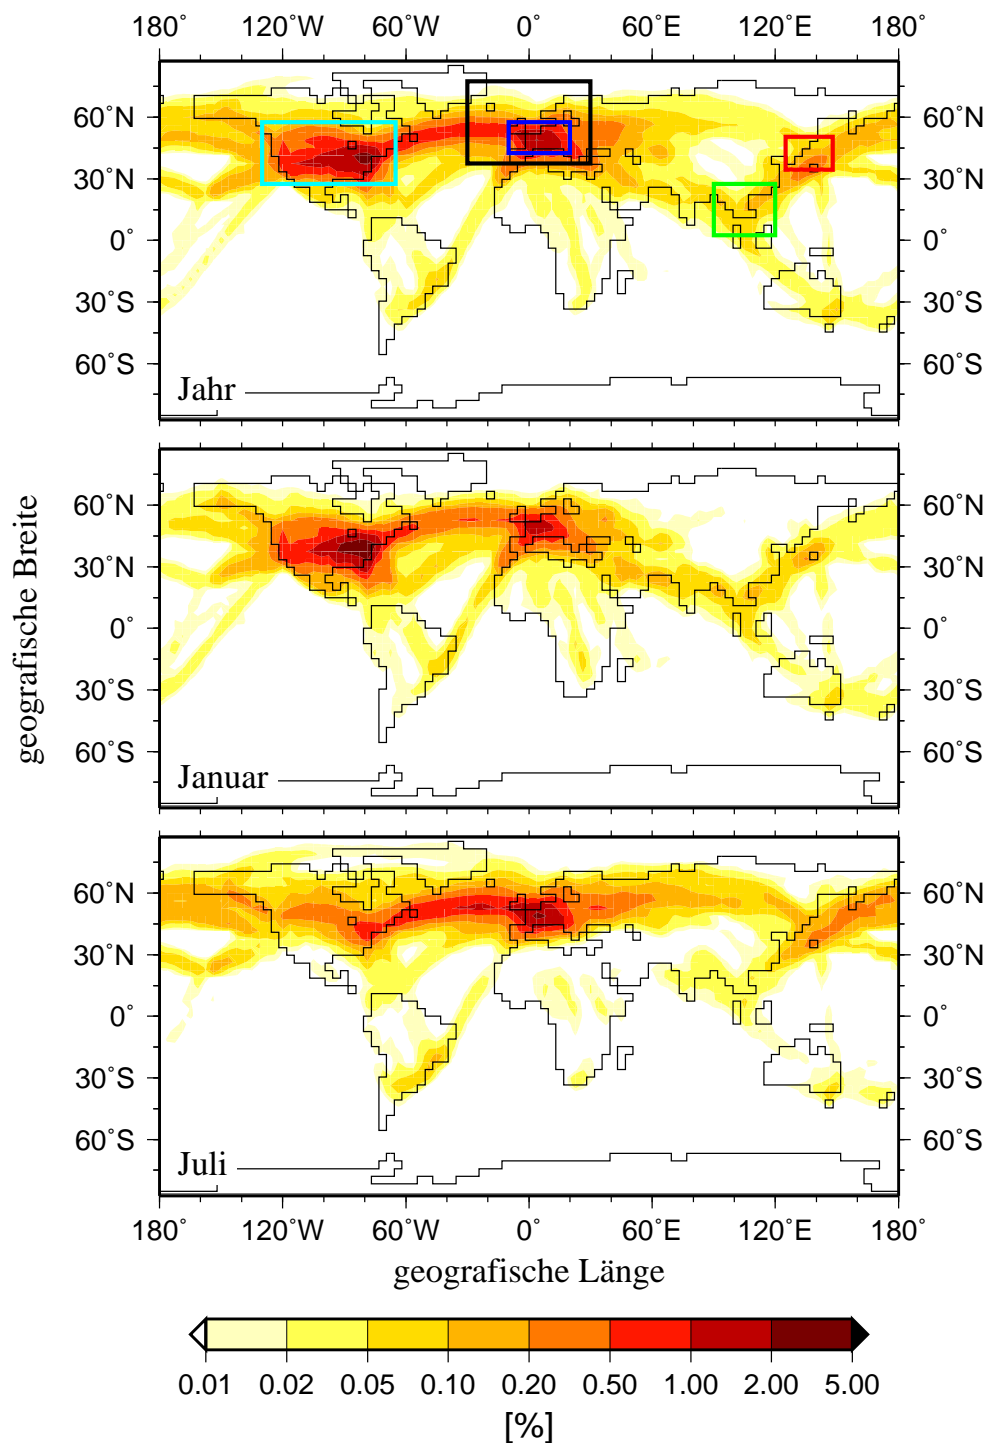 180˚ 120˚W 60˚W 0˚ 60˚E 120˚E 180˚
60˚N 60˚N
30˚N 30˚N
0˚ 0˚
30˚S 30˚S
60˚S 60˚S
Jahr
60˚N 60˚N
30˚N 30˚N
0˚ 0˚
30˚S 30˚S
60˚S 60˚S
Januar
geografische Breite
60˚N 60˚N
30˚N 30˚N
0˚ 0˚
30˚S 30˚S
60˚S 60˚S
Juli
180˚ 120˚W 60˚W 0˚ 60˚E 120˚E 180˚
geografische Länge
0.01 0.02 0.05 0.10 0.20 0.50 1.00 2.00 5.00
[%]